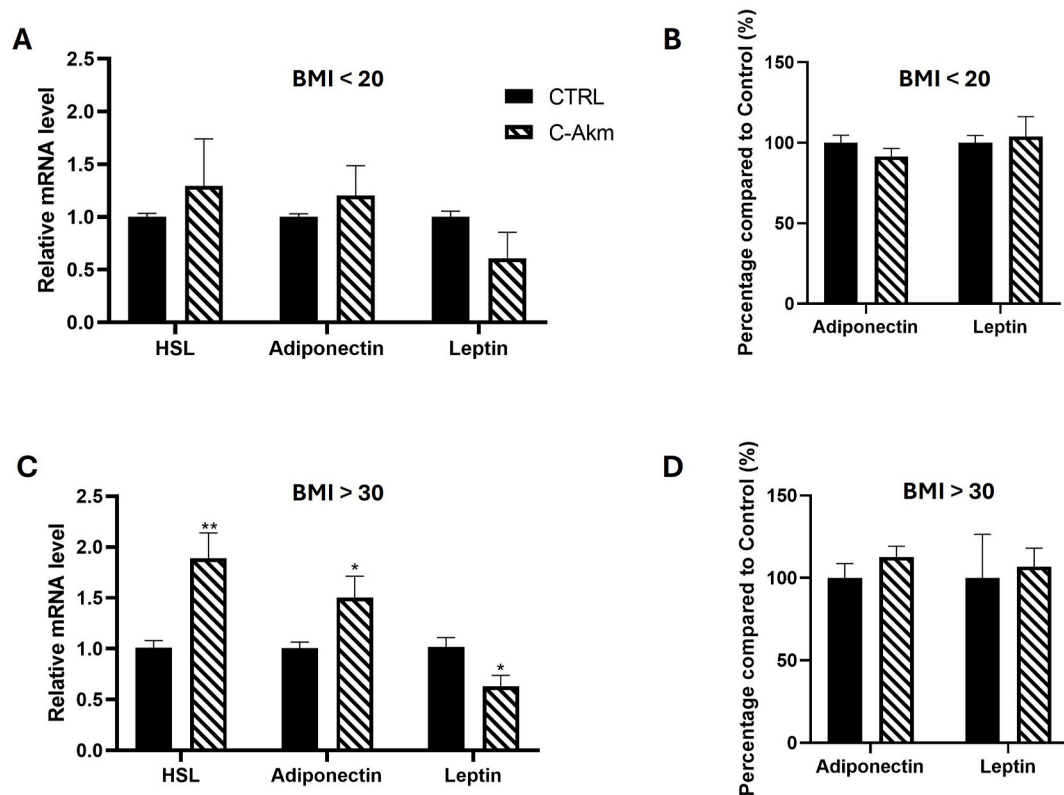 A
BMI < 20
Relative mRNA level
2.5
2.0
1.5
1.0
0.5
0.0
HSL
Adiponectin
Leptin
CTRL
C-Akm
B
BMI < 20
Percentage compared to Control (%)
150
100
50
0
Adiponectin
Leptin
C
BMI > 30
Relative mRNA level
2.5
2.0
1.5
1.0
0.5
0.0
**
*
*
HSL
Adiponectin
Leptin
D
BMI > 30
Percentage compared to Control (%)
150
100
50
0
Adiponectin
Leptin